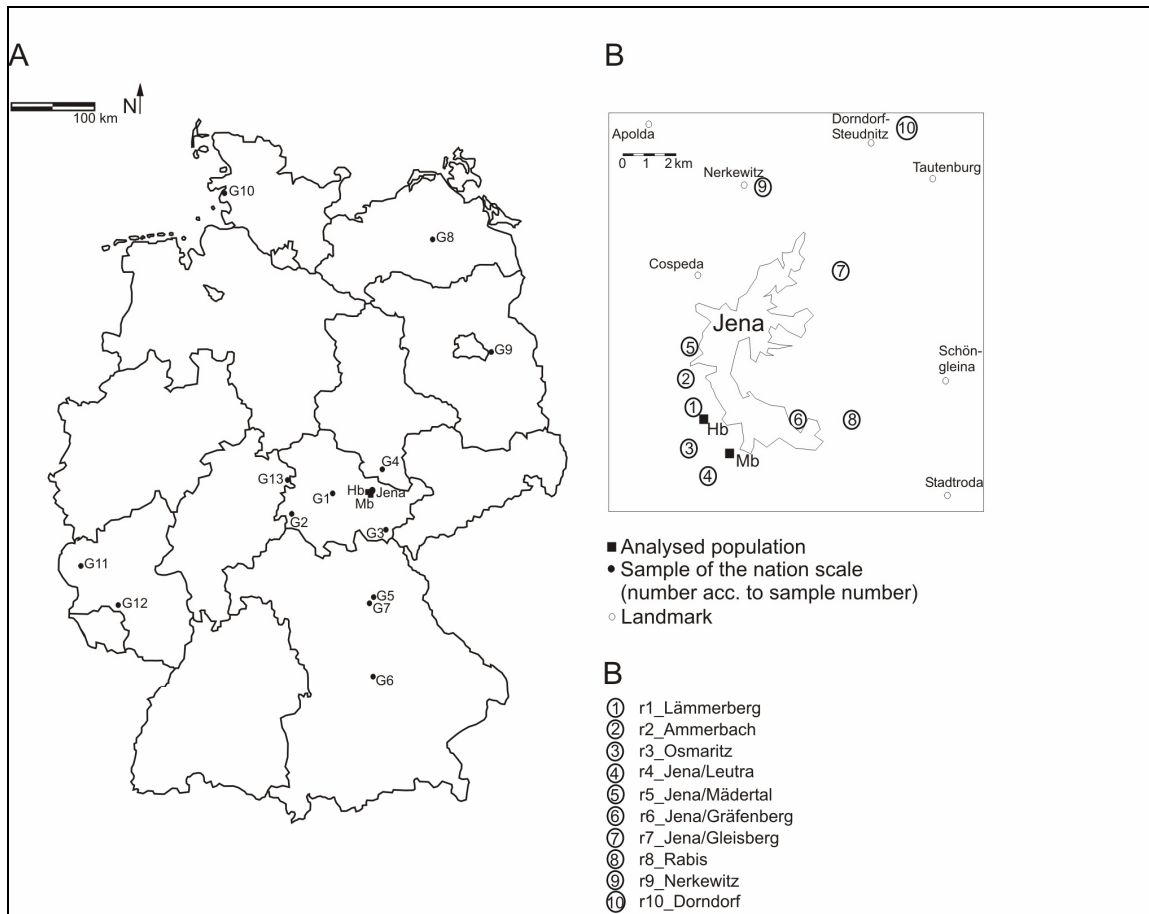 A
N
100 km
G10
G8
G9
G4
G13
G1
Hb
Jena
Mb
G2
G3
G11
G12
G5
G7
G6
B
Apolda
Dorndorf-
Steudnitz
10
0 1 2 km
Nerkewitz
9
Tautenburg
Cospeda
7
Jena
5
Schön-
gleina
2
1
Hb
6
8
3
Mb
4
Stadtroda
Analysed population
Sample of the nation scale
(number acc. to sample number)
Landmark
B
1 r1_Lämmerberg
2 r2_Ammerbach
3 r3_Osmaritz
4 r4_Jena/Leutra
5 r5_Jena/Mädertal
6 r6_Jena/Gräfenberg
7 r7_Jena/Gleisberg
8 r8_Rabis
9 r9_Nerkewitz
10 r10_Dorndorf